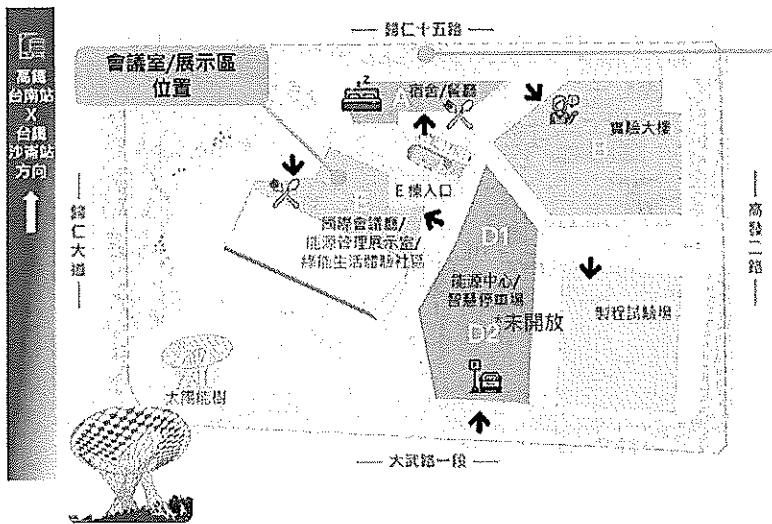 歸仁十五路
會議室/展示區
位置
高鐵
台南站
X
台鐵
沙崙站
方向
宿舍/餐廳
實驗大樓
E棟入口
國際會議廳/
能源管理展示室/
綠能生活體驗社區
歸仁大道
高發二路
D1
能源中心/
智慧停車場
*未開放
D2
製程試驗場
太陽能樹
大武路一段